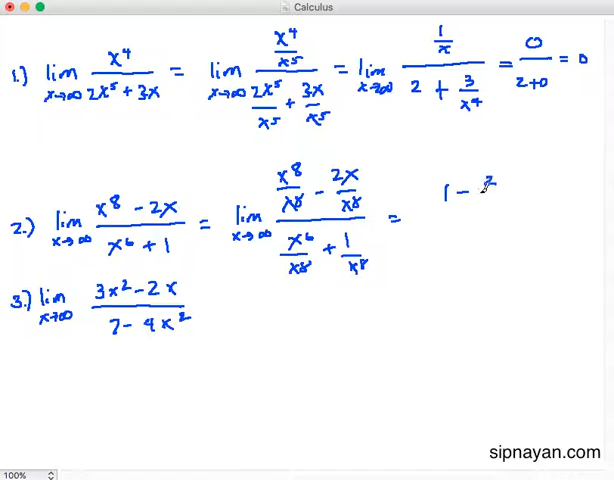 Calculus
1.) lim x→∞ x⁴ / (2x⁵ + 3x) = lim x→∞ (x⁴/x⁵) / (2x⁵/x⁵ + 3x/x⁵) = lim x→∞ (1/x) / (2 + 3/x⁴) = 0/(2+0) = 0
2.) lim x→∞ (x⁸ - 2x) / (x⁶ + 1) = lim x→∞ (x⁸/x⁸ - 2x/x⁸) / (x⁶/x⁸ + 1/x⁸) = 1 - 2
3.) lim x→∞ (3x² - 2x) / (7 - 4x²)
sipnayan.com
100%